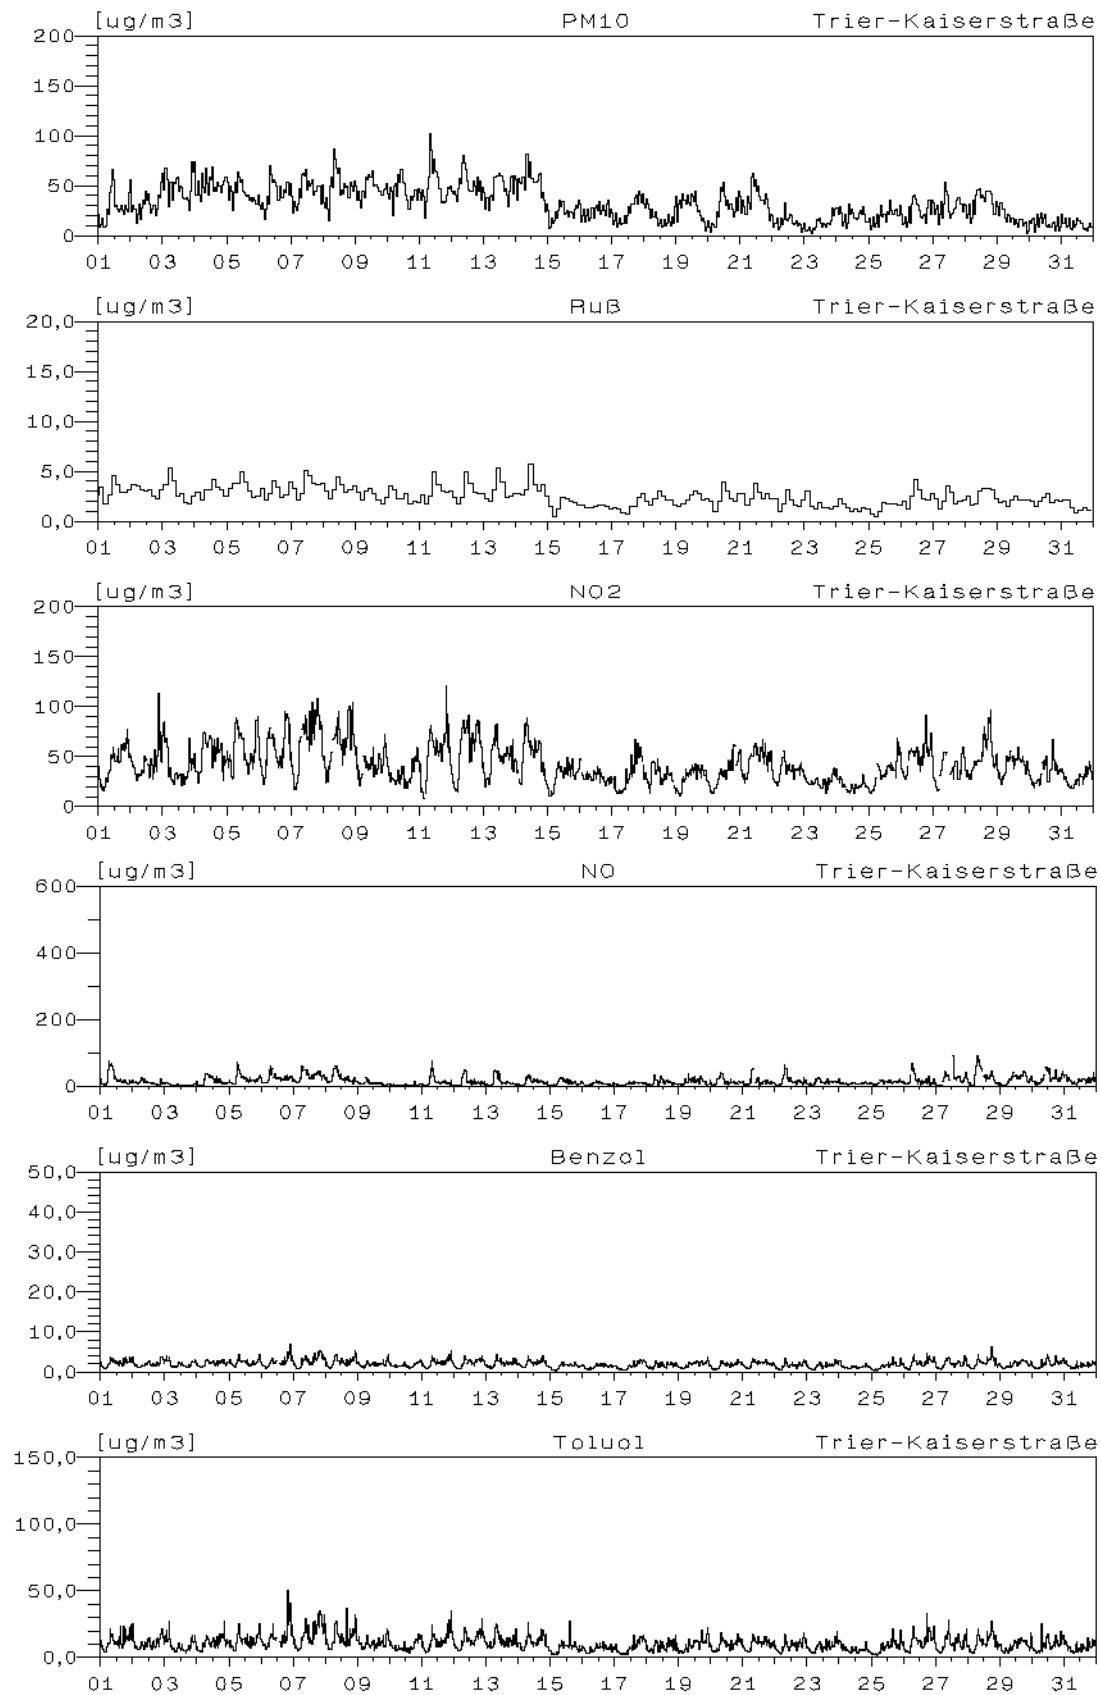 [ug/m3] PM10 Trier-Kaiserstraße
200
150
100
50
0
01 03 05 07 09 11 13 15 17 19 21 23 25 27 29 31
[ug/m3] Ruß Trier-Kaiserstraße
20,0
15,0
10,0
5,0
0,0
01 03 05 07 09 11 13 15 17 19 21 23 25 27 29 31
[ug/m3] NO2 Trier-Kaiserstraße
200
150
100
50
0
01 03 05 07 09 11 13 15 17 19 21 23 25 27 29 31
[ug/m3] NO Trier-Kaiserstraße
600
400
200
0
01 03 05 07 09 11 13 15 17 19 21 23 25 27 29 31
[ug/m3] Benzol Trier-Kaiserstraße
50,0
40,0
30,0
20,0
10,0
0,0
01 03 05 07 09 11 13 15 17 19 21 23 25 27 29 31
[ug/m3] Toluol Trier-Kaiserstraße
150,0
100,0
50,0
0,0
01 03 05 07 09 11 13 15 17 19 21 23 25 27 29 31